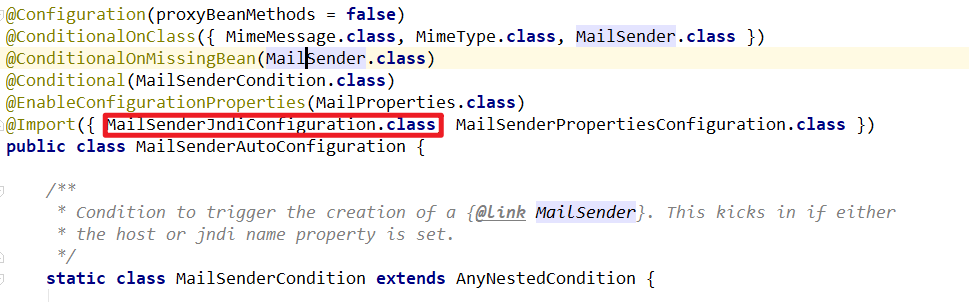 @Configuration(proxyBeanMethods = false)
@ConditionalOnClass({ MimeMessage.class, MimeType.class, MailSender.class })
@ConditionalOnMissingBean(MailSender.class)
@Conditional(MailSenderCondition.class)
@EnableConfigurationProperties(MailProperties.class)
@Import({ MailSenderJndiConfiguration.class MailSenderPropertiesConfiguration.class })
public class MailSenderAutoConfiguration {
/**
* Condition to trigger the creation of a {@link MailSender}. This kicks in if either
* the host or jndi name property is set.
*/
static class MailSenderCondition extends AnyNestedCondition {